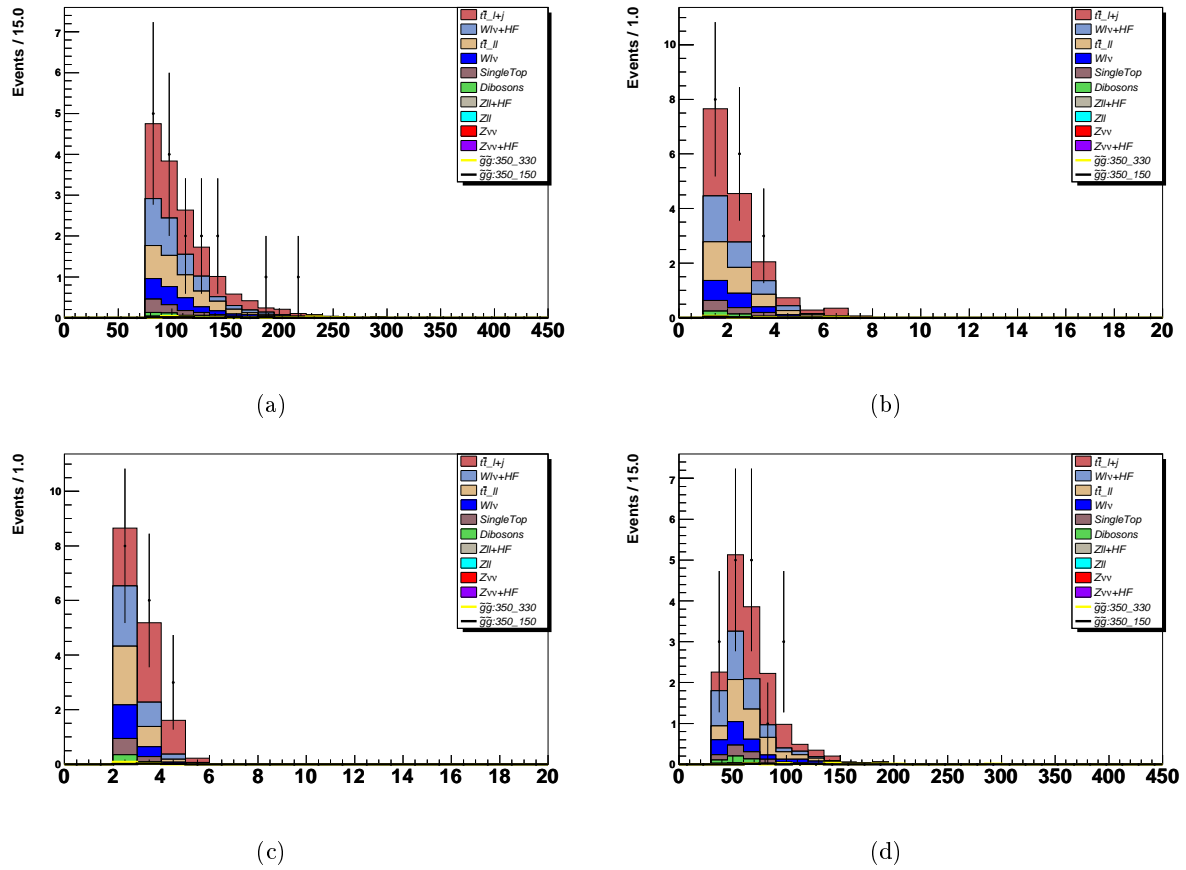 Events / 15.0
7
6
5
4
3
2
1
0
0 50 100 150 200 250 300 350 400 450
tt̄_l+j
Wlν+HF
tt̄_ll
Wlν
SingleTop
Dibosons
Zll+HF
Zll
Zνν
Zνν+HF
g̃g̃:350_330
g̃g̃:350_150
(a)
Events / 1.0
10
8
6
4
2
0
0 2 4 6 8 10 12 14 16 18 20
tt̄_l+j
Wlν+HF
tt̄_ll
Wlν
SingleTop
Dibosons
Zll+HF
Zll
Zνν
Zνν+HF
g̃g̃:350_330
g̃g̃:350_150
(b)
Events / 1.0
10
8
6
4
2
0
0 2 4 6 8 10 12 14 16 18 20
tt̄_l+j
Wlν+HF
tt̄_ll
Wlν
SingleTop
Dibosons
Zll+HF
Zll
Zνν
Zνν+HF
g̃g̃:350_330
g̃g̃:350_150
(c)
Events / 15.0
7
6
5
4
3
2
1
0
0 50 100 150 200 250 300 350 400 450
tt̄_l+j
Wlν+HF
tt̄_ll
Wlν
SingleTop
Dibosons
Zll+HF
Zll
Zνν
Zνν+HF
g̃g̃:350_330
g̃g̃:350_150
(d)